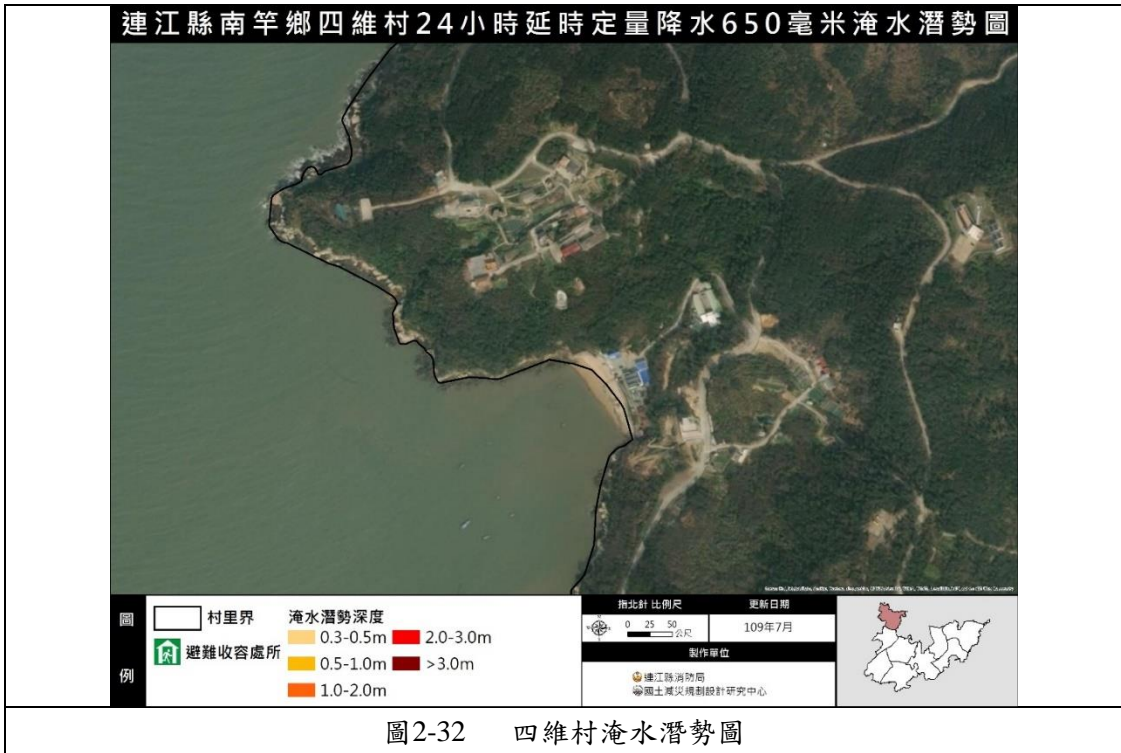 連江縣南竿鄉四維村24小時延時定量降水650毫米淹水潛勢圖
圖例
村里界
避難收容處所
淹水潛勢深度
0.3-0.5m
2.0-3.0m
0.5-1.0m
>3.0m
1.0-2.0m
指北針 比例尺
更新日期
0 25 50
公尺
109年7月
製作單位
連江縣消防局
國土減災規劃設計研究中心
圖2-32 四維村淹水潛勢圖